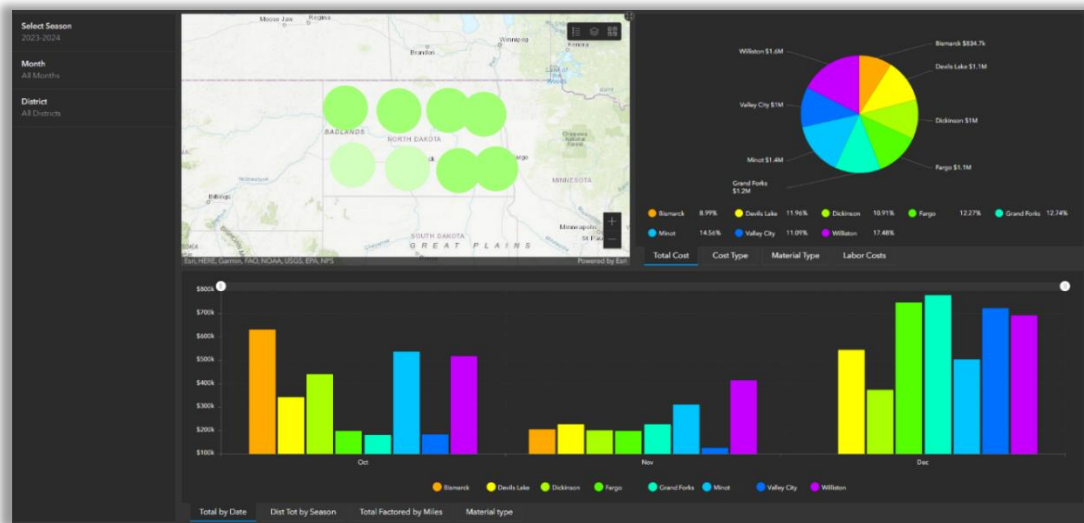 Select Season
2023-2024
Month
All Months
District
All Districts
Moose Jaw
Regina
Brandon
Winnipeg
Kenora
BADLANDS
NORTH DAKOTA
MINNESOTA
Billings
Minneapolis
SOUTH DAKOTA
GREAT PLAINS
Esri, HERE, Garmin, FAO, NOAA, USGS, EPA, NPS
Powered by Esri
Williston $1.6M
Bismarck $834.7k
Devils Lake $1.1M
Valley City $1M
Dickinson $1M
Minot $1.4M
Fargo $1.1M
Grand Forks
$1.2M
Bismarck 8.99% Devils Lake 11.96% Dickinson 10.91% Fargo 12.27% Grand Forks 12.74%
Minot 14.56% Valley City 11.09% Williston 17.48%
Total Cost Cost Type Material Type Labor Costs
$800k
$700k
$600k
$500k
$400k
$300k
$200k
$100k
Oct Nov Dec
Bismarck Devils Lake Dickinson Fargo Grand Forks Minot Valley City Williston
Total by Date Dist Tot by Season Total Factored by Miles Material type